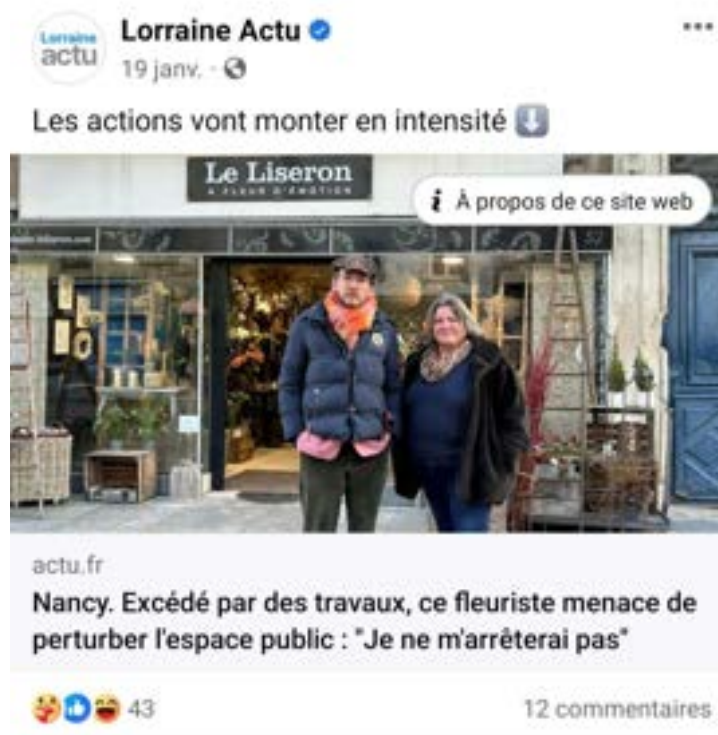 Lorraine
actu
Lorraine Actu
19 janv. ·
Les actions vont monter en intensité
Le Liseron
A FLEUR D'ÉMOTION
À propos de ce site web
actu.fr
Nancy. Excédé par des travaux, ce fleuriste menace de
perturber l'espace public : "Je ne m'arrêterai pas"
43
12 commentaires